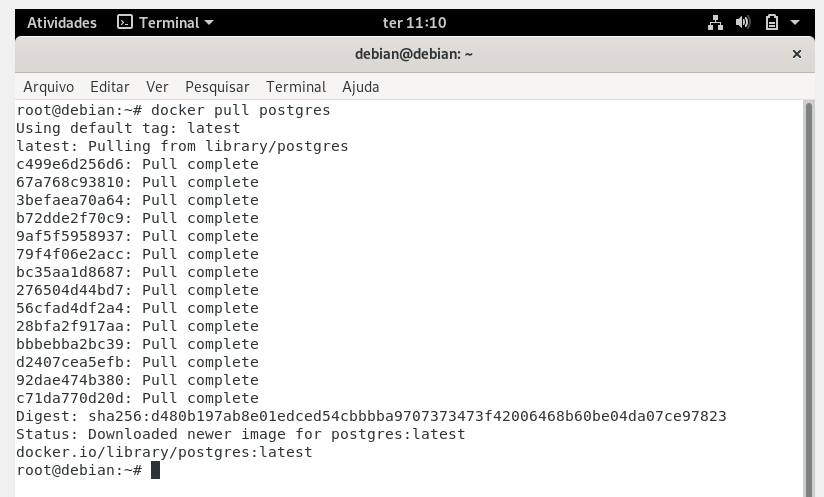 Atividades Terminal ter 11:10
debian@debian: ~ ×
Arquivo Editar Ver Pesquisar Terminal Ajuda
root@debian:~# docker pull postgres
Using default tag: latest
latest: Pulling from library/postgres
c499e6d256d6: Pull complete
67a768c93810: Pull complete
3befaea70a64: Pull complete
b72dde2f70c9: Pull complete
9af5f5958937: Pull complete
79f4f06e2acc: Pull complete
bc35aa1d8687: Pull complete
276504d44bd7: Pull complete
56cfad4df2a4: Pull complete
28bfa2f917aa: Pull complete
bbbebba2bc39: Pull complete
d2407cea5efb: Pull complete
92dae474b380: Pull complete
c71da770d20d: Pull complete
Digest: sha256:d480b197ab8e01edced54cbbbba9707373473f42006468b60be04da07ce97823
Status: Downloaded newer image for postgres:latest
docker.io/library/postgres:latest
root@debian:~#